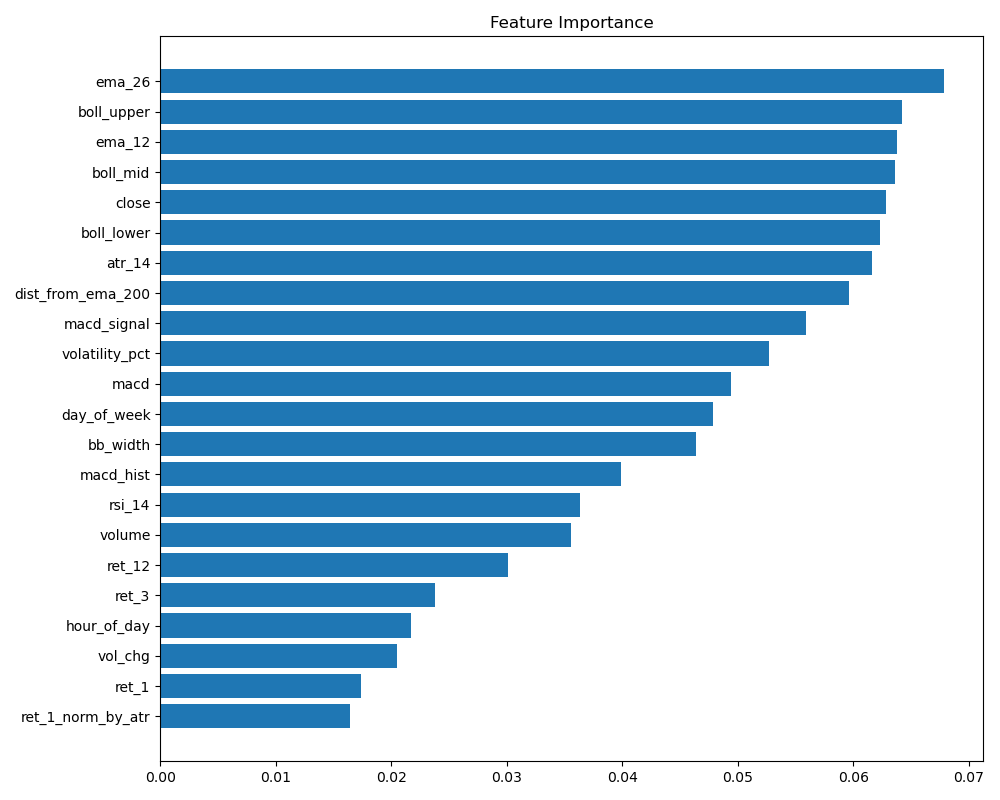 Feature Importance
ema_26
boll_upper
ema_12
boll_mid
close
boll_lower
atr_14
dist_from_ema_200
macd_signal
volatility_pct
macd
day_of_week
bb_width
macd_hist
rsi_14
volume
ret_12
ret_3
hour_of_day
vol_chg
ret_1
ret_1_norm_by_atr
0.00 0.01 0.02 0.03 0.04 0.05 0.06 0.07